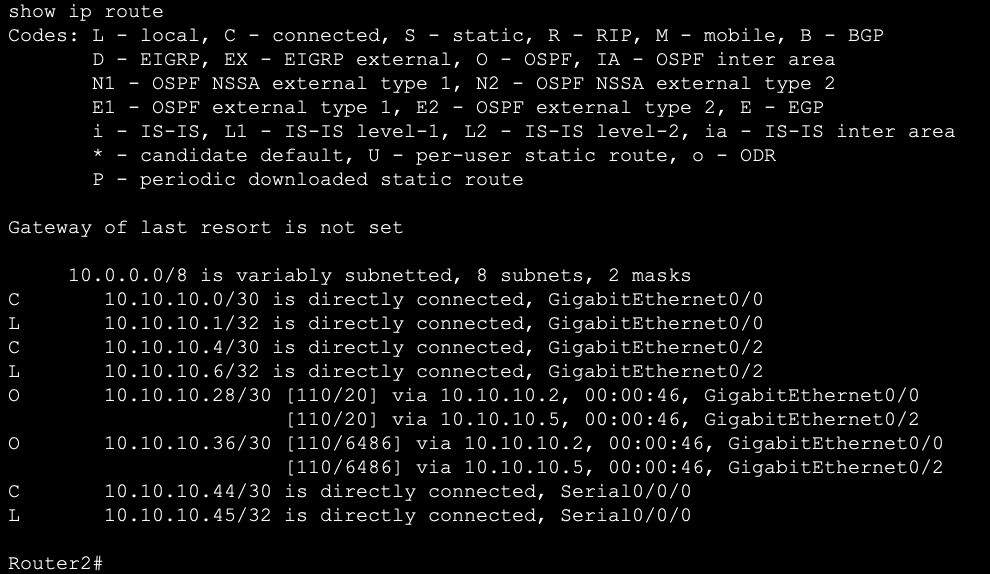 show ip route
Codes: L - local, C - connected, S - static, R - RIP, M - mobile, B - BGP
       D - EIGRP, EX - EIGRP external, O - OSPF, IA - OSPF inter area
       N1 - OSPF NSSA external type 1, N2 - OSPF NSSA external type 2
       E1 - OSPF external type 1, E2 - OSPF external type 2, E - EGP
       i - IS-IS, L1 - IS-IS level-1, L2 - IS-IS level-2, ia - IS-IS inter area
       * - candidate default, U - per-user static route, o - ODR
       P - periodic downloaded static route

Gateway of last resort is not set

     10.0.0.0/8 is variably subnetted, 8 subnets, 2 masks
C       10.10.10.0/30 is directly connected, GigabitEthernet0/0
L       10.10.10.1/32 is directly connected, GigabitEthernet0/0
C       10.10.10.4/30 is directly connected, GigabitEthernet0/2
L       10.10.10.6/32 is directly connected, GigabitEthernet0/2
O       10.10.10.28/30 [110/20] via 10.10.10.2, 00:00:46, GigabitEthernet0/0
                       [110/20] via 10.10.10.5, 00:00:46, GigabitEthernet0/2
O       10.10.10.36/30 [110/6486] via 10.10.10.2, 00:00:46, GigabitEthernet0/0
                       [110/6486] via 10.10.10.5, 00:00:46, GigabitEthernet0/2
C       10.10.10.44/30 is directly connected, Serial0/0/0
L       10.10.10.45/32 is directly connected, Serial0/0/0

Router2#